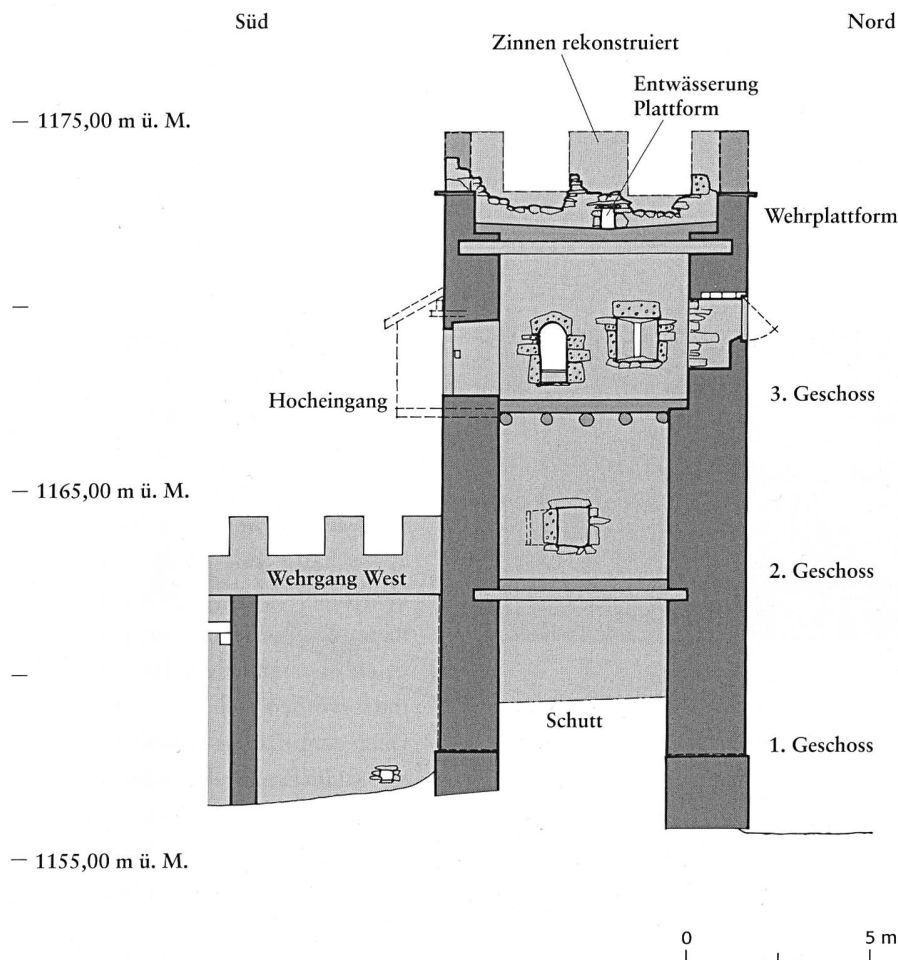 Süd
Nord
Zinnen rekonstruiert
Entwässerung
Plattform
1175,00 m ü. M.
Wehrplattform
Hocheingang
3. Geschoss
1165,00 m ü. M.
Wehrgang West
2. Geschoss
Schutt
1. Geschoss
1155,00 m ü. M.
0
5 m